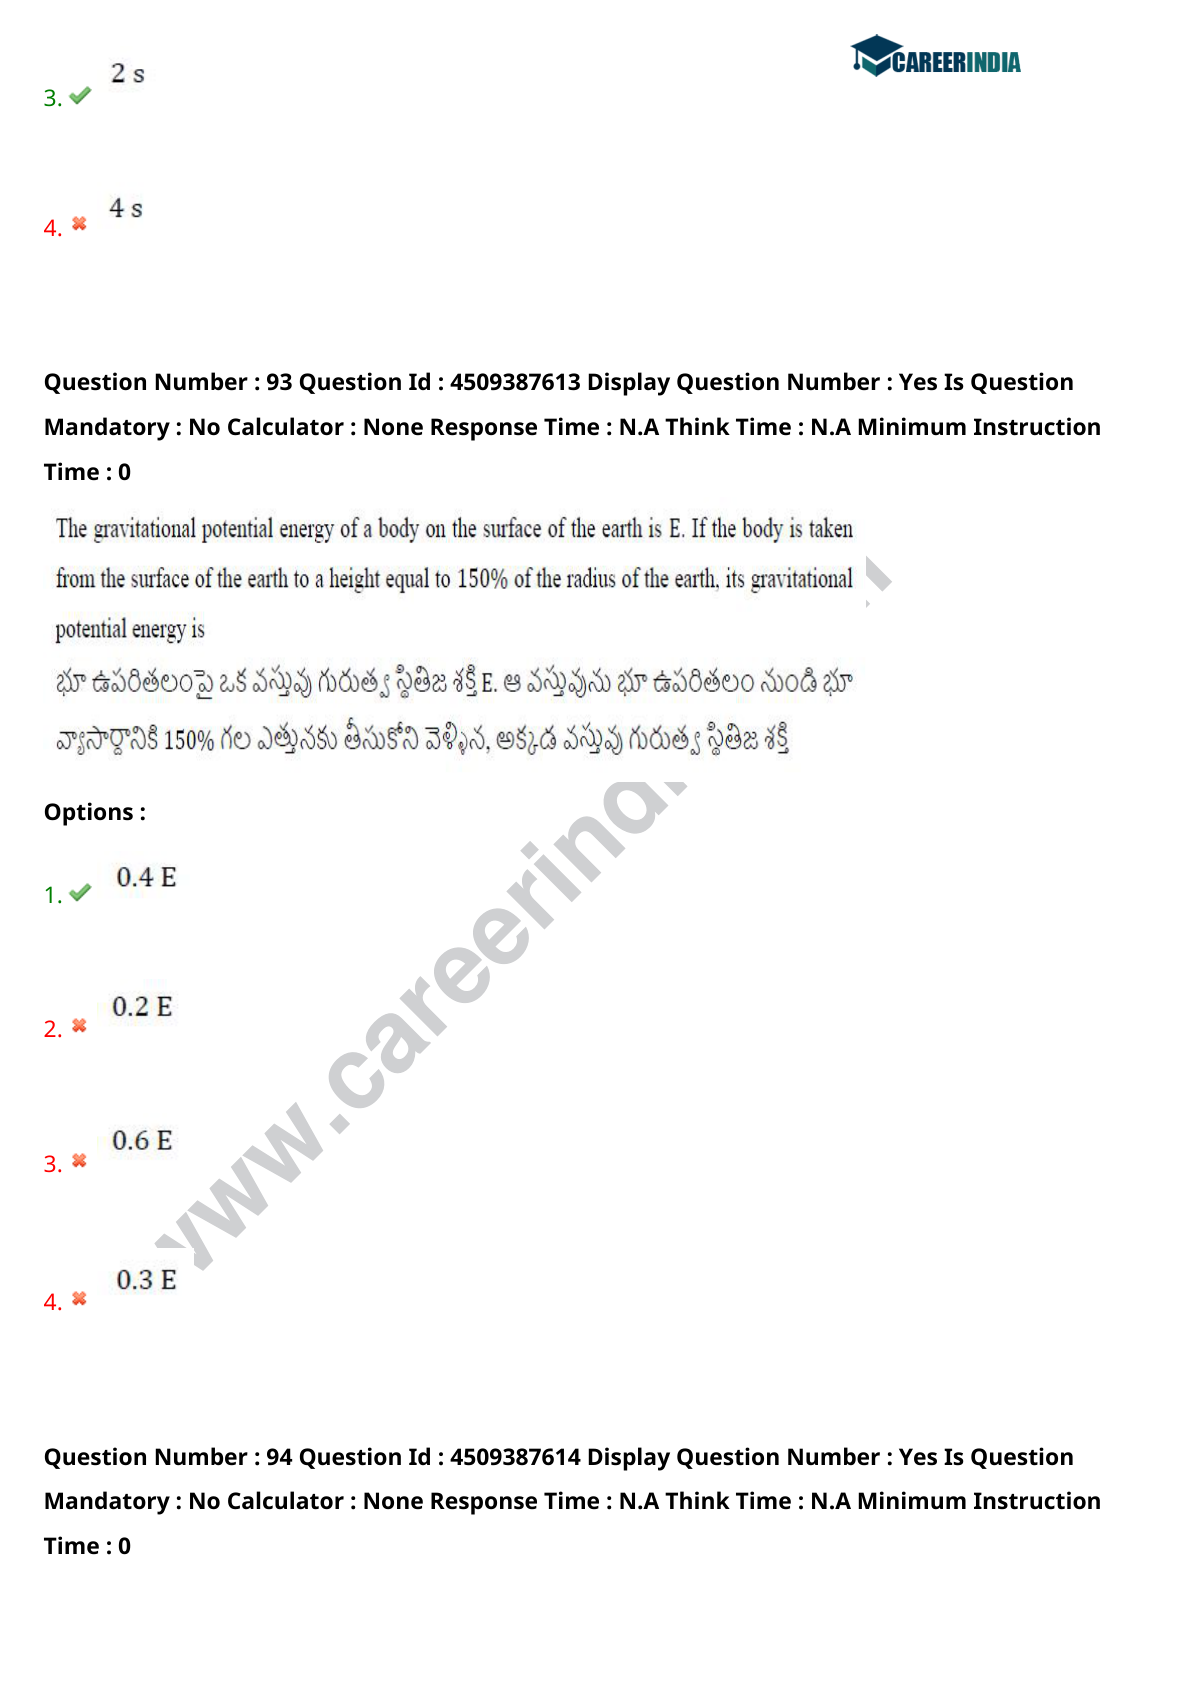 CAREERINDIA
2 s
3.
4 s
4.
Question Number : 93 Question Id : 4509387613 Display Question Number : Yes Is Question
Mandatory : No Calculator : None Response Time : N.A Think Time : N.A Minimum Instruction
Time : 0
The gravitational potential energy of a body on the surface of the earth is E. If the body is taken
from the surface of the earth to a height equal to 150% of the radius of the earth, its gravitational
potential energy is
భూ ఉపరితలంపై ఒక వస్తువు గురుత్వ స్థితిజ శక్తి E. ఆ వస్తువును భూ ఉపరితలం నుండి భూ
వ్యాసార్ధానికి 150% గల ఎత్తునకు తీసుకోని వెళ్ళిన, అక్కడ వస్తువు గురుత్వ స్థితిజ శక్తి
Options :
0.4 E
1.
0.2 E
2.
0.6 E
3.
0.3 E
4.
Question Number : 94 Question Id : 4509387614 Display Question Number : Yes Is Question
Mandatory : No Calculator : None Response Time : N.A Think Time : N.A Minimum Instruction
Time : 0